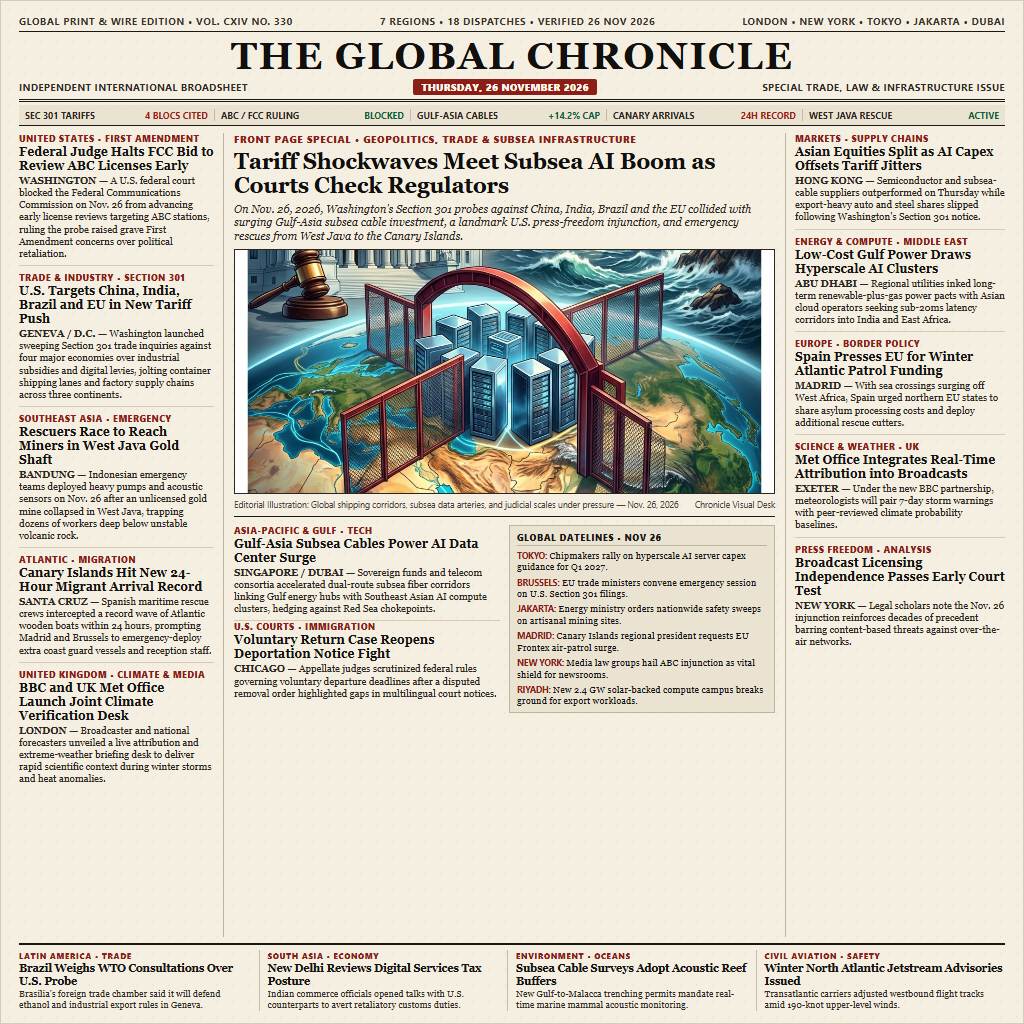 GLOBAL PRINT & WIRE EDITION • VOL. CXIV NO. 330
7 REGIONS • 18 DISPATCHES • VERIFIED 26 NOV 2026
LONDON • NEW YORK • TOKYO • JAKARTA • DUBAI
THE GLOBAL CHRONICLE
INDEPENDENT INTERNATIONAL BROADSHEET
THURSDAY, 26 NOVEMBER 2026
SPECIAL TRADE, LAW & INFRASTRUCTURE ISSUE
SEC 301 TARIFFS 4 BLOCS CITED
ABC / FCC RULING BLOCKED
GULF-ASIA CABLES +14.2% CAP
CANARY ARRIVALS 24H RECORD
WEST JAVA RESCUE ACTIVE
UNITED STATES • FIRST AMENDMENT
Federal Judge Halts FCC Bid to
Review ABC Licenses Early
WASHINGTON — A U.S. federal court
blocked the Federal Communications
Commission on Nov. 26 from advancing
early license reviews targeting ABC stations,
ruling the probe raised grave First
Amendment concerns over political
retaliation.
TRADE & INDUSTRY • SECTION 301
U.S. Targets China, India,
Brazil and EU in New Tariff
Push
GENEVA / D.C. — Washington launched
sweeping Section 301 trade inquiries against
four major economies over industrial
subsidies and digital levies, jolting container
shipping lanes and factory supply chains
across three continents.
SOUTHEAST ASIA • EMERGENCY
Rescuers Race to Reach
Miners in West Java Gold
Shaft
BANDUNG — Indonesian emergency
teams deployed heavy pumps and acoustic
sensors on Nov. 26 after an unlicensed gold
mine collapsed in West Java, trapping
dozens of workers deep below unstable
volcanic rock.
ATLANTIC • MIGRATION
Canary Islands Hit New 24-
Hour Migrant Arrival Record
SANTA CRUZ — Spanish maritime rescue
crews intercepted a record wave of Atlantic
wooden boats within 24 hours, prompting
Madrid and Brussels to emergency-deploy
extra coast guard vessels and reception staff.
UNITED KINGDOM • CLIMATE & MEDIA
BBC and UK Met Office
Launch Joint Climate
Verification Desk
LONDON — Broadcaster and national
forecasters unveiled a live attribution and
extreme-weather briefing desk to deliver
rapid scientific context during winter storms
and heat anomalies.
FRONT PAGE SPECIAL • GEOPOLITICS, TRADE & SUBSEA INFRASTRUCTURE
Tariff Shockwaves Meet Subsea AI Boom as
Courts Check Regulators
On Nov. 26, 2026, Washington's Section 301 probes against China, India, Brazil and the EU collided with
surging Gulf-Asia subsea cable investment, a landmark U.S. press-freedom injunction, and emergency
rescues from West Java to the Canary Islands.
Editorial Illustration: Global shipping corridors, subsea data arteries, and judicial scales under pressure — Nov. 26, 2026
Chronicle Visual Desk
ASIA-PACIFIC & GULF • TECH
Gulf-Asia Subsea Cables Power AI Data
Center Surge
SINGAPORE / DUBAI — Sovereign funds and telecom
consortia accelerated dual-route subsea fiber corridors
linking Gulf energy hubs with Southeast Asian AI compute
clusters, hedging against Red Sea chokepoints.
U.S. COURTS • IMMIGRATION
Voluntary Return Case Reopens
Deportation Notice Fight
CHICAGO — Appellate judges scrutinized federal rules
governing voluntary departure deadlines after a disputed
removal order highlighted gaps in multilingual court notices.
GLOBAL DATELINES • NOV 26
TOKYO: Chipmakers rally on hyperscale AI server capex
guidance for Q1 2027.
BRUSSELS: EU trade ministers convene emergency session
on U.S. Section 301 filings.
JAKARTA: Energy ministry orders nationwide safety sweeps
on artisanal mining sites.
MADRID: Canary Islands regional president requests EU
Frontex air-patrol surge.
NEW YORK: Media law groups hail ABC injunction as vital
shield for newsrooms.
RIYADH: New 2.4 GW solar-backed compute campus breaks
ground for export workloads.
MARKETS • SUPPLY CHAINS
Asian Equities Split as AI Capex
Offsets Tariff Jitters
HONG KONG — Semiconductor and subsea-
cable suppliers outperformed on Thursday while
export-heavy auto and steel shares slipped
following Washington's Section 301 notice.
ENERGY & COMPUTE • MIDDLE EAST
Low-Cost Gulf Power Draws
Hyperscale AI Clusters
ABU DHABI — Regional utilities inked long-
term renewable-plus-gas power pacts with Asian
cloud operators seeking sub-20ms latency
corridors into India and East Africa.
EUROPE • BORDER POLICY
Spain Presses EU for Winter
Atlantic Patrol Funding
MADRID — With sea crossings surging off
West Africa, Spain urged northern EU states to
share asylum processing costs and deploy
additional rescue cutters.
SCIENCE & WEATHER • UK
Met Office Integrates Real-Time
Attribution into Broadcasts
EXETER — Under the new BBC partnership,
meteorologists will pair 7-day storm warnings
with peer-reviewed climate probability
baselines.
PRESS FREEDOM • ANALYSIS
Broadcast Licensing
Independence Passes Early Court
Test
NEW YORK — Legal scholars note the Nov. 26
injunction reinforces decades of precedent
barring content-based threats against over-the-
air networks.
LATIN AMERICA • TRADE
Brazil Weighs WTO Consultations Over
U.S. Probe
Brasília's foreign trade chamber said it will defend
ethanol and industrial export rules in Geneva.
SOUTH ASIA • ECONOMY
New Delhi Reviews Digital Services Tax
Posture
Indian commerce officials opened talks with U.S.
counterparts to avert retaliatory customs duties.
ENVIRONMENT • OCEANS
Subsea Cable Surveys Adopt Acoustic Reef
Buffers
New Gulf-to-Malacca trenching permits mandate real-
time marine mammal acoustic monitoring.
CIVIL AVIATION • SAFETY
Winter North Atlantic Jetstream Advisories
Issued
Transatlantic carriers adjusted westbound flight tracks
amid 190-knot upper-level winds.